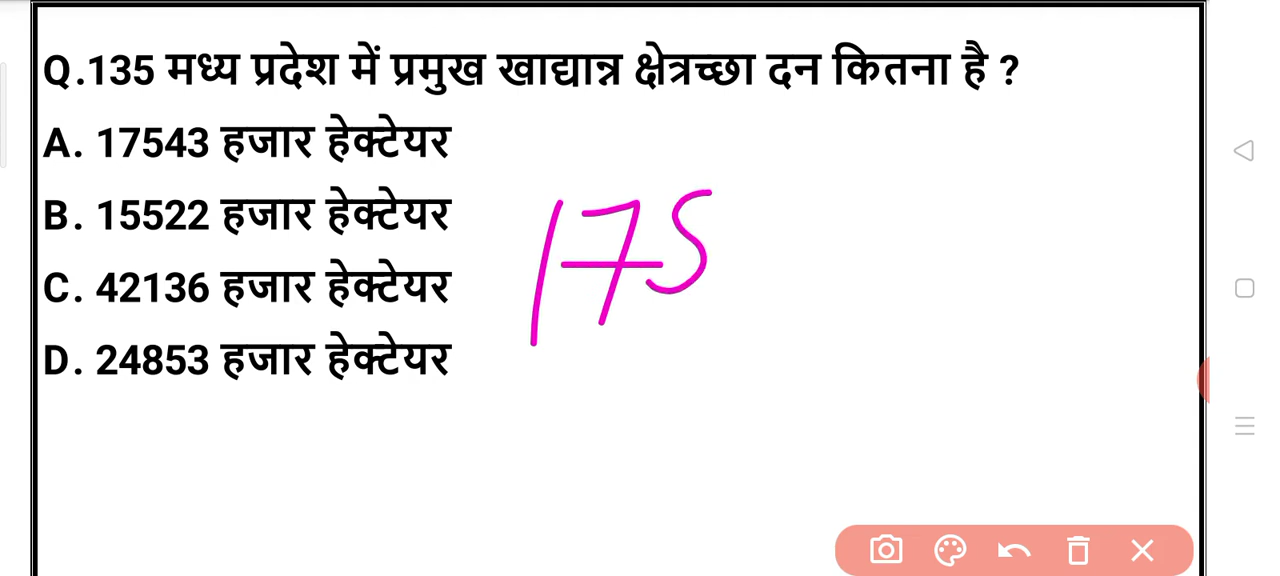 Q.135 मध्य प्रदेश में प्रमुख खाद्यान्न क्षेत्रच्छा दन कितना है ?
A. 17543 हजार हेक्टेयर
B. 15522 हजार हेक्टेयर
175
C. 42136 हजार हेक्टेयर
D. 24853 हजार हेक्टेयर